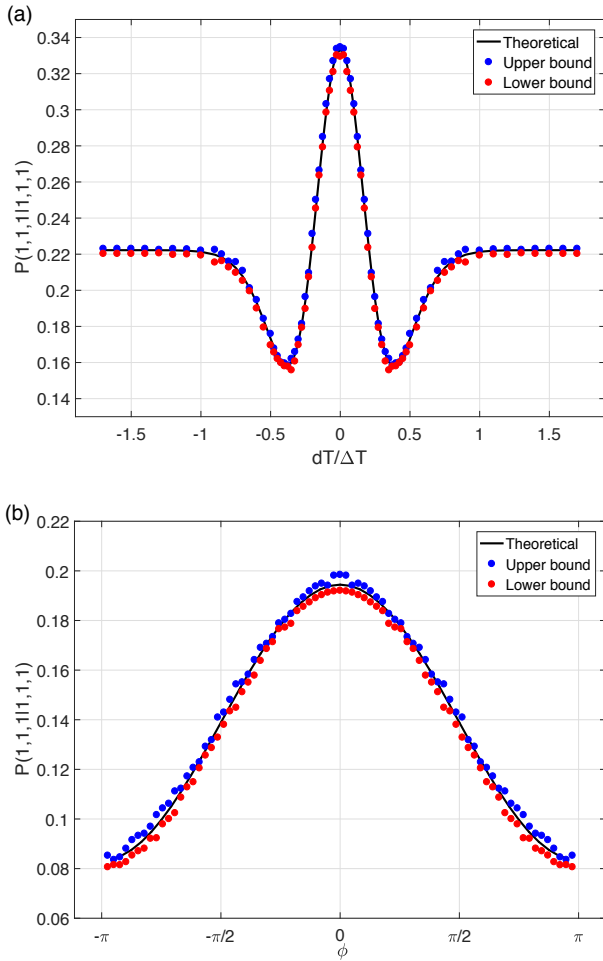 (a)
0.34
0.32
0.3
0.28
0.26
0.24
0.22
0.2
0.18
0.16
0.14
P(1,1,1|1,1,1)
Theoretical
Upper bound
Lower bound
-1.5 -1 -0.5 0 0.5 1 1.5
dT/ΔT
(b)
0.22
0.2
0.18
0.16
0.14
0.12
0.1
0.08
0.06
P(1,1,1|1,1,1)
Theoretical
Upper bound
Lower bound
-π -π/2 0 π/2 π
ϕ